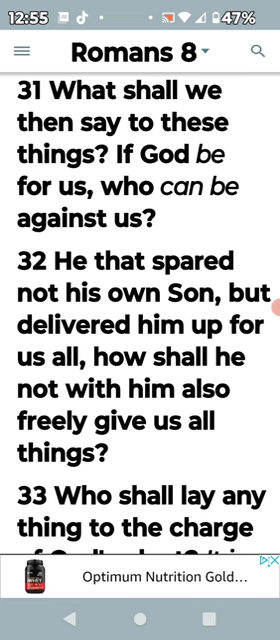 12:55 47%
Romans 8
31 What shall we
then say to these
things? If God be
for us, who can be
against us?
32 He that spared
not his own Son, but
delivered him up for
us all, how shall he
not with him also
freely give us all
things?
33 Who shall lay any
thing to the charge
Optimum Nutrition Gold...